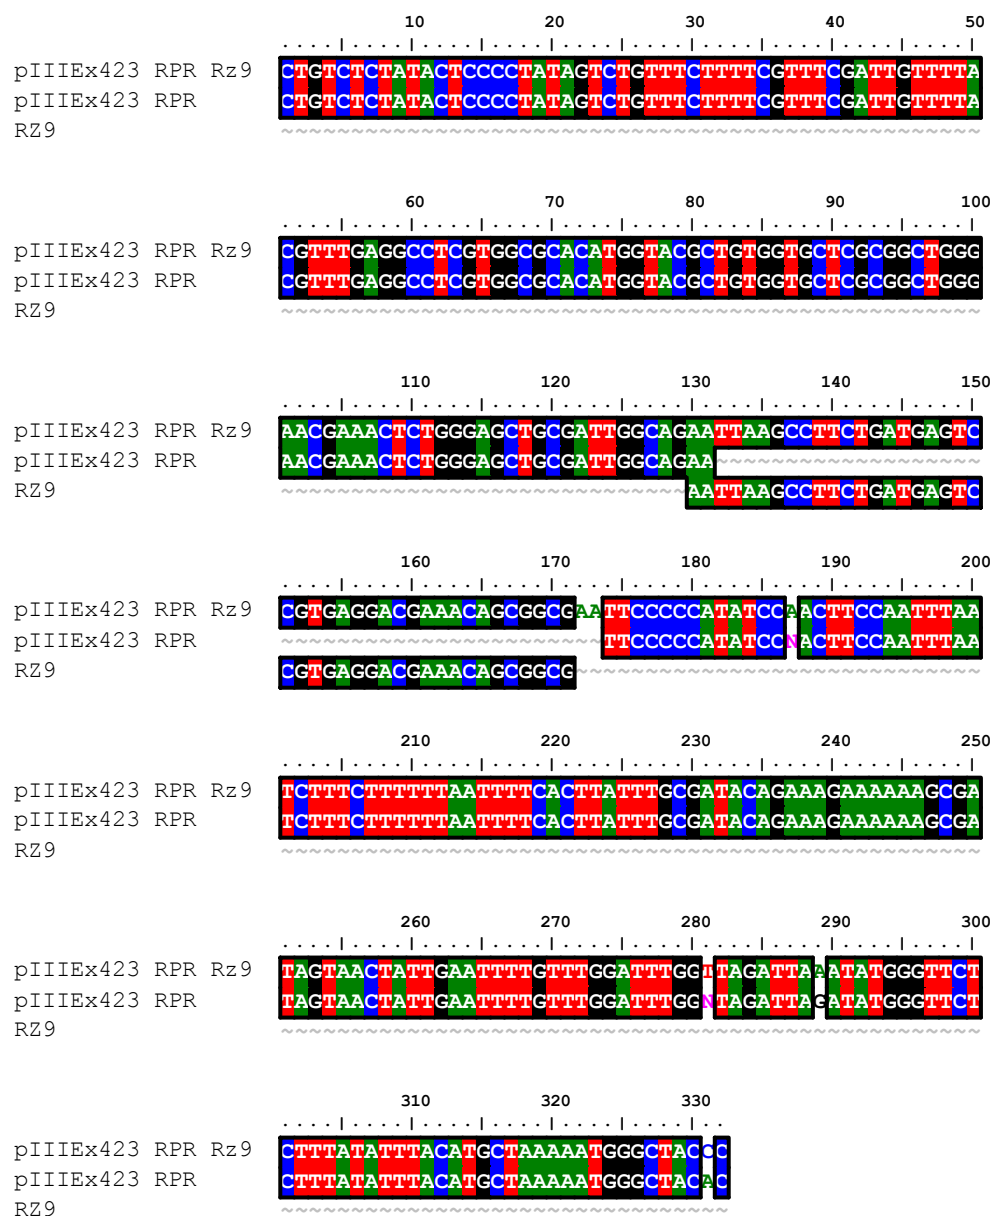 10 20 30 40 50
pIIIEx423 RPR Rz9 CTGTCTCTATACTCCCCTATAGTCTGTTTCTTTTCGTTTCGATTGTTTTA
pIIIEx423 RPR CTGTCTCTATACTCCCCTATAGTCTGTTTCTTTTCGTTTCGATTGTTTTA
RZ9 ~~~~~~~~~~~~~~~~~~~~~~~~~~~~~~~~~~~~~~~~~~~~~~~~~~
60 70 80 90 100
pIIIEx423 RPR Rz9 CGTTTGAGGCCTCGTGGCGCACATGGTACGCTGTGGTGCTCGCGGCTGGG
pIIIEx423 RPR CGTTTGAGGCCTCGTGGCGCACATGGTACGCTGTGGTGCTCGCGGCTGGG
RZ9 ~~~~~~~~~~~~~~~~~~~~~~~~~~~~~~~~~~~~~~~~~~~~~~~~~~
110 120 130 140 150
pIIIEx423 RPR Rz9 AACGAAACTCTGGGAGCTGCGATTGGCAGAATTAAGCCTTCTGATGAGTC
pIIIEx423 RPR AACGAAACTCTGGGAGCTGCGATTGGCAGAA~~~~~~~~~~~~~~~~~~~
RZ9 ~~~~~~~~~~~~~~~~~~~~~~~~~~~~~AATTAAGCCTTCTGATGAGTC
160 170 180 190 200
pIIIEx423 RPR Rz9 CGTGAGGACGAAACAGCGGCGAATTCCCCCATATCCAACTTCCAATTTAA
pIIIEx423 RPR ~~~~~~~~~~~~~~~~~~~~~~~TTCCCCCATATCCNACTTCCAATTTAA
RZ9 CGTGAGGACGAAACAGCGGCG~~~~~~~~~~~~~~~~~~~~~~~~~~~~~
210 220 230 240 250
pIIIEx423 RPR Rz9 TCTTTCTTTTTTAATTTTCACTTATTTGCGATACAGAAAGAAAAAAGCGA
pIIIEx423 RPR TCTTTCTTTTTTAATTTTCACTTATTTGCGATACAGAAAGAAAAAAGCGA
RZ9 ~~~~~~~~~~~~~~~~~~~~~~~~~~~~~~~~~~~~~~~~~~~~~~~~~~
260 270 280 290 300
pIIIEx423 RPR Rz9 TAGTAACTATTGAATTTTGTTTGGATTTGGTTAGATTAAATATGGGTTCT
pIIIEx423 RPR TAGTAACTATTGAATTTTGTTTGGATTTGGNTAGATTAGATATGGGTTCT
RZ9 ~~~~~~~~~~~~~~~~~~~~~~~~~~~~~~~~~~~~~~~~~~~~~~~~~~
310 320 330
pIIIEx423 RPR Rz9 CTTTATATTTACATGCTAAAAATGGGCTACCC
pIIIEx423 RPR CTTTATATTTACATGCTAAAAATGGGCTACAC
RZ9 ~~~~~~~~~~~~~~~~~~~~~~~~~~~~~~~~